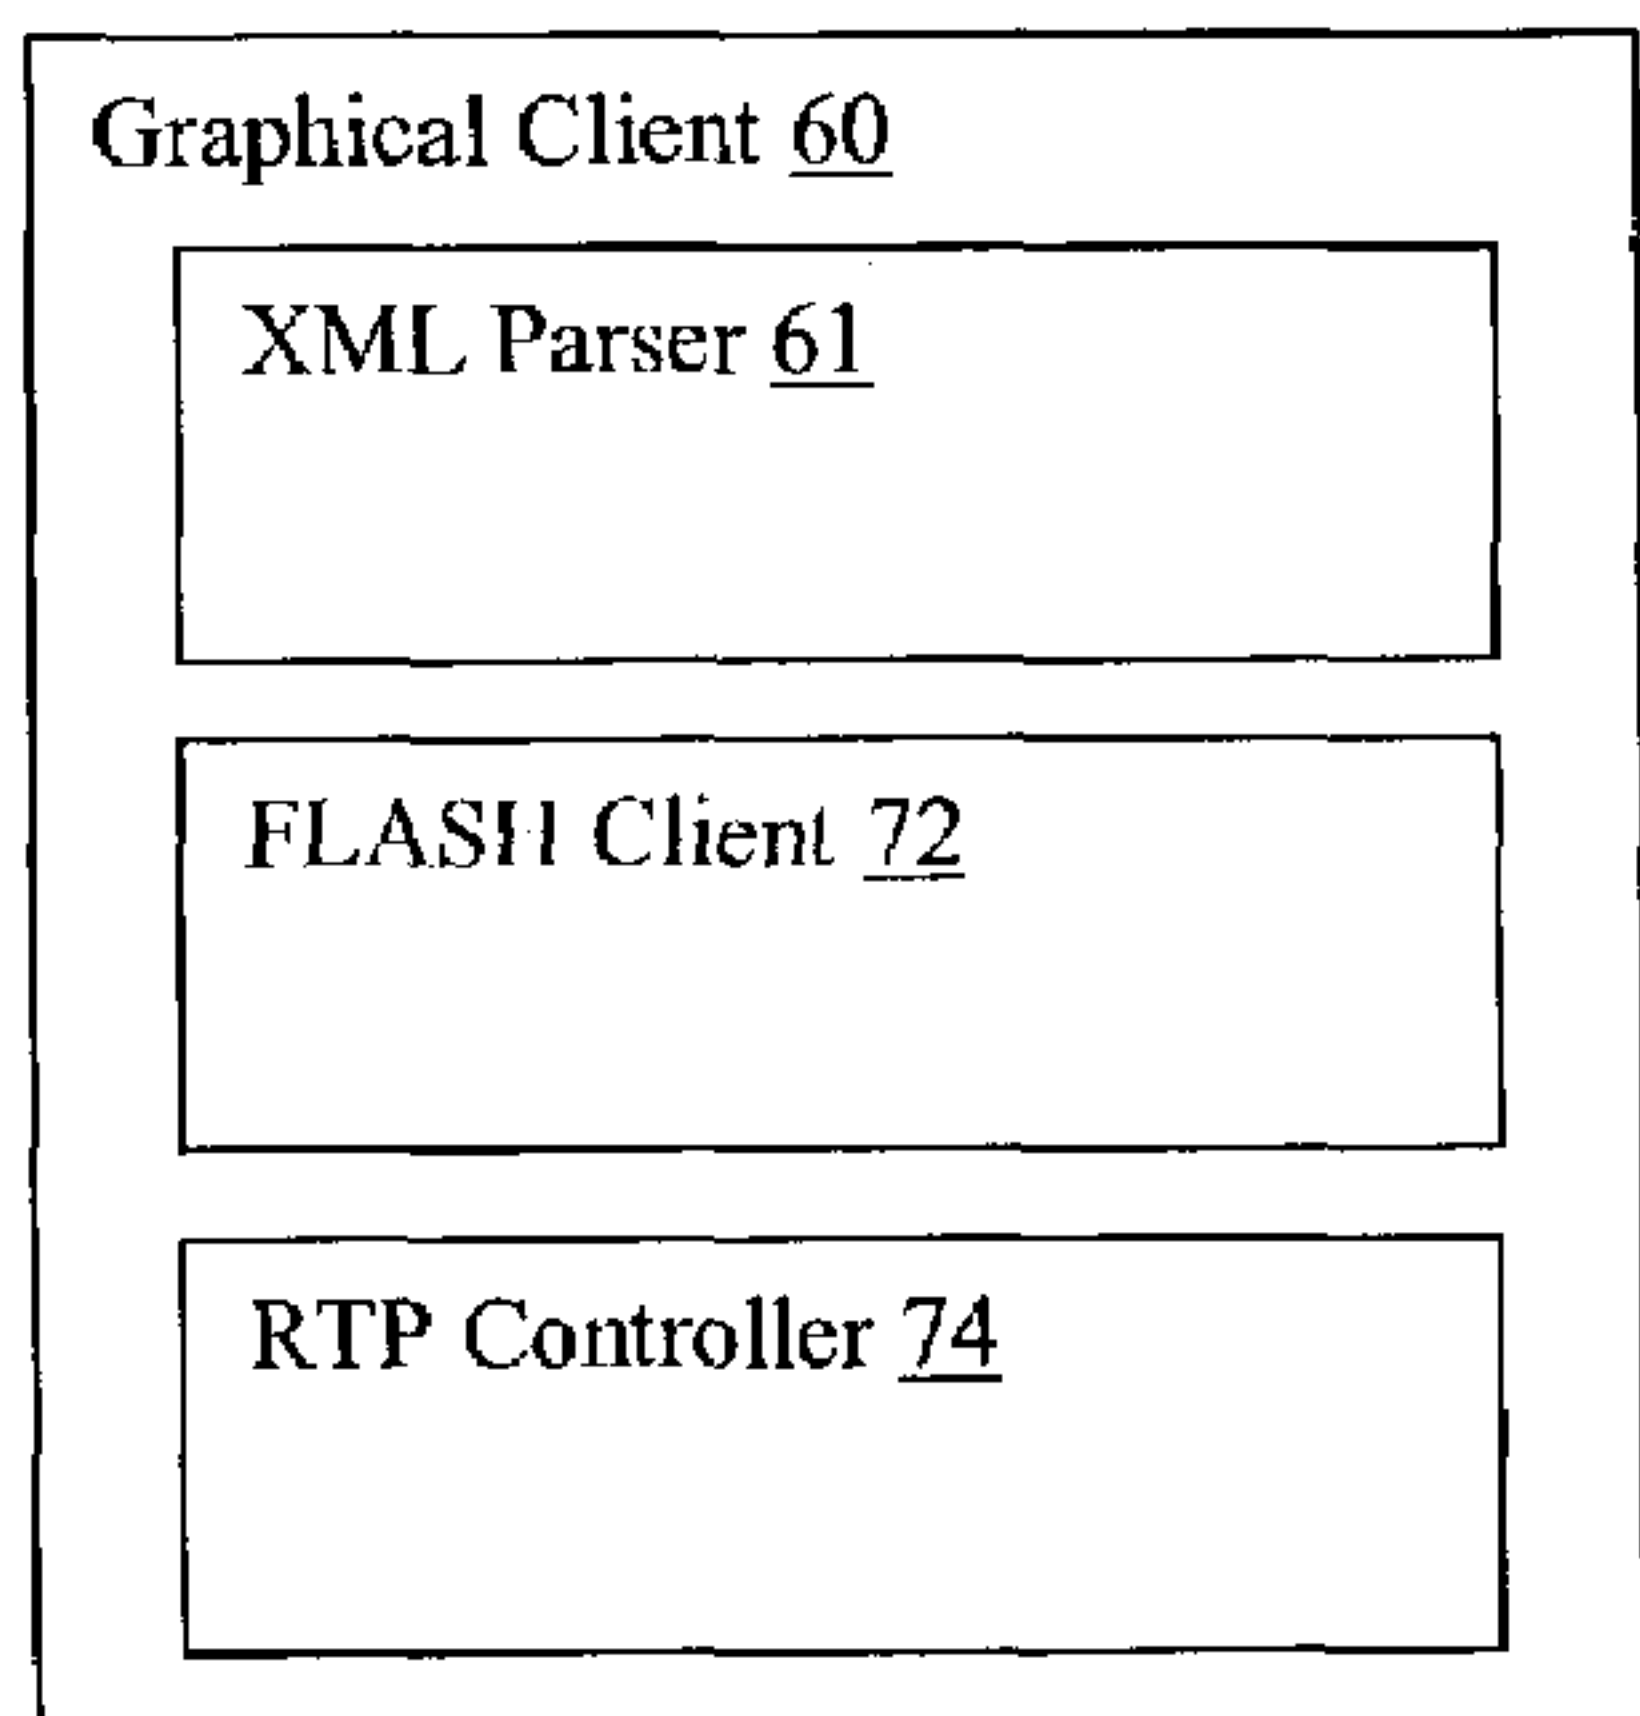 Graphical Client 60
XML Parser 61
FLASH Client 72
RTP Controller 74